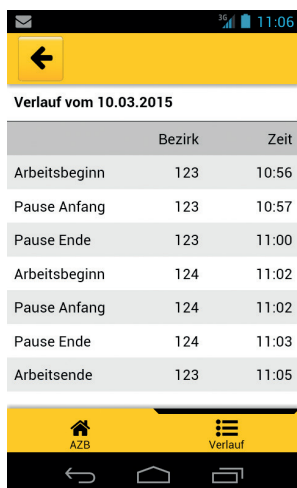 3G 11:06
Verlauf vom 10.03.2015
Bezirk Zeit
Arbeitsbeginn 123 10:56
Pause Anfang 123 10:57
Pause Ende 123 11:00
Arbeitsbeginn 124 11:02
Pause Anfang 124 11:02
Pause Ende 124 11:03
Arbeitsende 123 11:05
AZB Verlauf